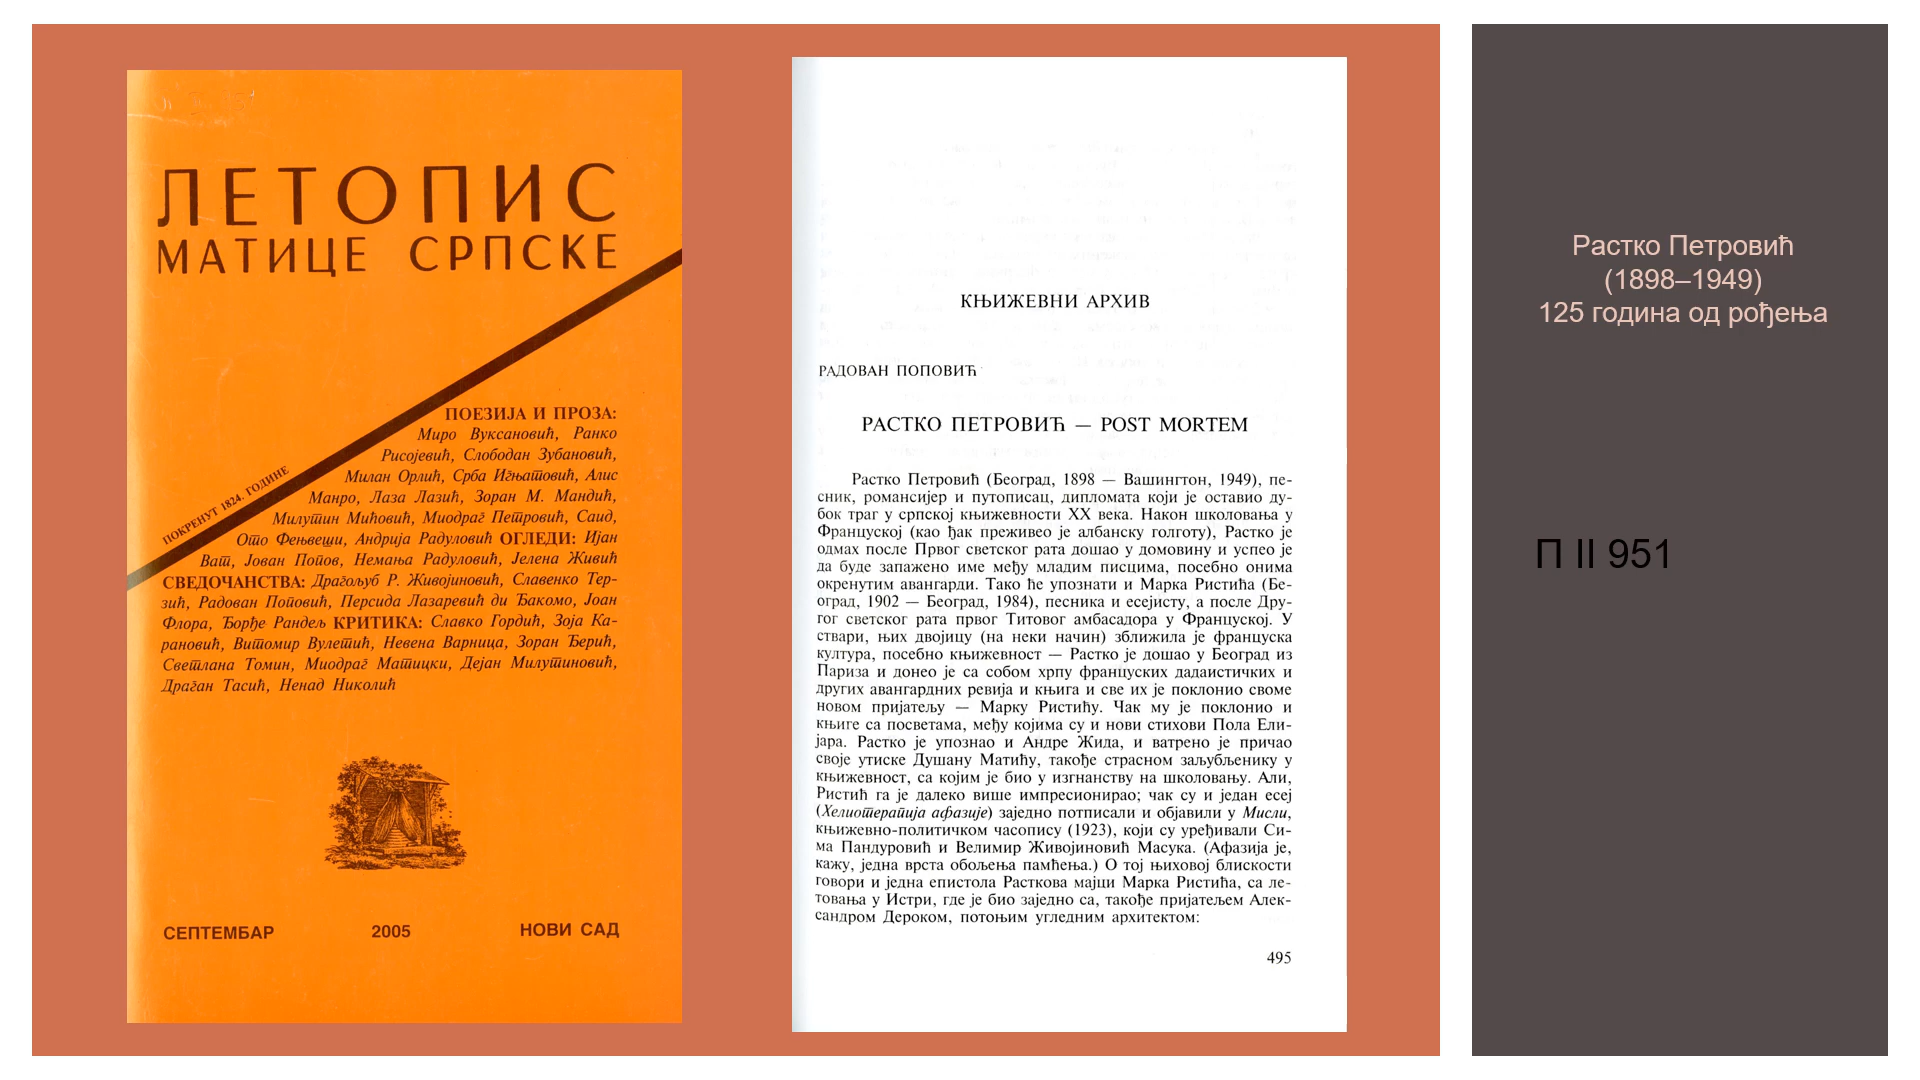 ЛЕТОПИС
МАТИЦЕ СРПСКЕ
ПОКРЕНУТ 1824. ГОДИНЕ
ПОЕЗИЈА И ПРОЗА:
Миро Вуксановић, Ранко
Рисојевић, Слободан Зубановић,
Милан Орлић, Срба Игњатовић, Алис
Манро, Лаза Лазић, Зоран М. Мандић,
Милутин Мићовић, Миодраг Петровић, Саид,
Ото Фењвеши, Андрија Радуловић ОГЛЕДИ: Ијан
Ват, Јован Попов, Немања Радуловић, Јелена Живић
СВЕДОЧАНСТВА: Драгољуб Р. Живојиновић, Славенко Тер-
зић, Радован Поповић, Персида Лазаревић ди Ђакомо, Јоан
Флора, Ђорђе Рандељ КРИТИКА: Славко Гордић, Зоја Ка-
рановић, Витомир Вулетић, Невена Варница, Зоран Ђерић,
Светлана Томин, Миодраг Матицки, Дејан Милутиновић,
Драган Тасић, Ненад Николић
СЕПТЕМБАР 2005 НОВИ САД
КЊИЖЕВНИ АРХИВ
РАДОВАН ПОПОВИЋ
РАСТКО ПЕТРОВИЋ — POST MORTEM
Растко Петровић (Београд, 1898 — Вашингтон, 1949), пе-
сник, романсијер и путописац, дипломата који је оставио ду-
бок траг у српској књижевности XX века. Након школовања у
Француској (као ђак преживео је албанску голготу), Растко је
одмах после Првог светског рата дошао у домовину и успео је
да буде запажено име међу младим писцима, посебно онима
окренутим авангарди. Тако ће упознати и Марка Ристића (Бе-
оград, 1902 — Београд, 1984), песника и есејисту, а после Дру-
гог светског рата првог Титовог амбасадора у Француској. У
ствари, њих двојицу (на неки начин) зближила је француска
култура, посебно књижевност — Растко је дошао у Београд из
Париза и донео је са собом хрпу француских дадаистичких и
других авангардних ревија и књига и све их је поклонио своме
новом пријатељу — Марку Ристићу. Чак му је поклонио и
књиге са посветама, међу којима су и нови стихови Пола Ели-
јара. Растко је упознао и Андре Жида, и ватрено је причао
своје утиске Душану Матићу, такође страсном заљубљенику у
књижевност, са којим је био у изгнанству на школовању. Али,
Ристић га је далеко више импресионирао; чак су и један есеј
(Хелиотерапија афазије) заједно потписали и објавили у Мисли,
књижевно-политичком часопису (1923), који су уређивали Си-
ма Пандуровић и Велимир Живојиновић Масука. (Афазија је,
кажу, једна врста обољења памћења.) О тој њиховој блискости
говори и једна епистола Расткова мајци Марка Ристића, са ле-
товања у Истри, где је био заједно са, такође пријатељем Алек-
сандром Дероком, потоњим угледним архитектом:
495
Растко Петровић
(1898–1949)
125 година од рођења
П II 951